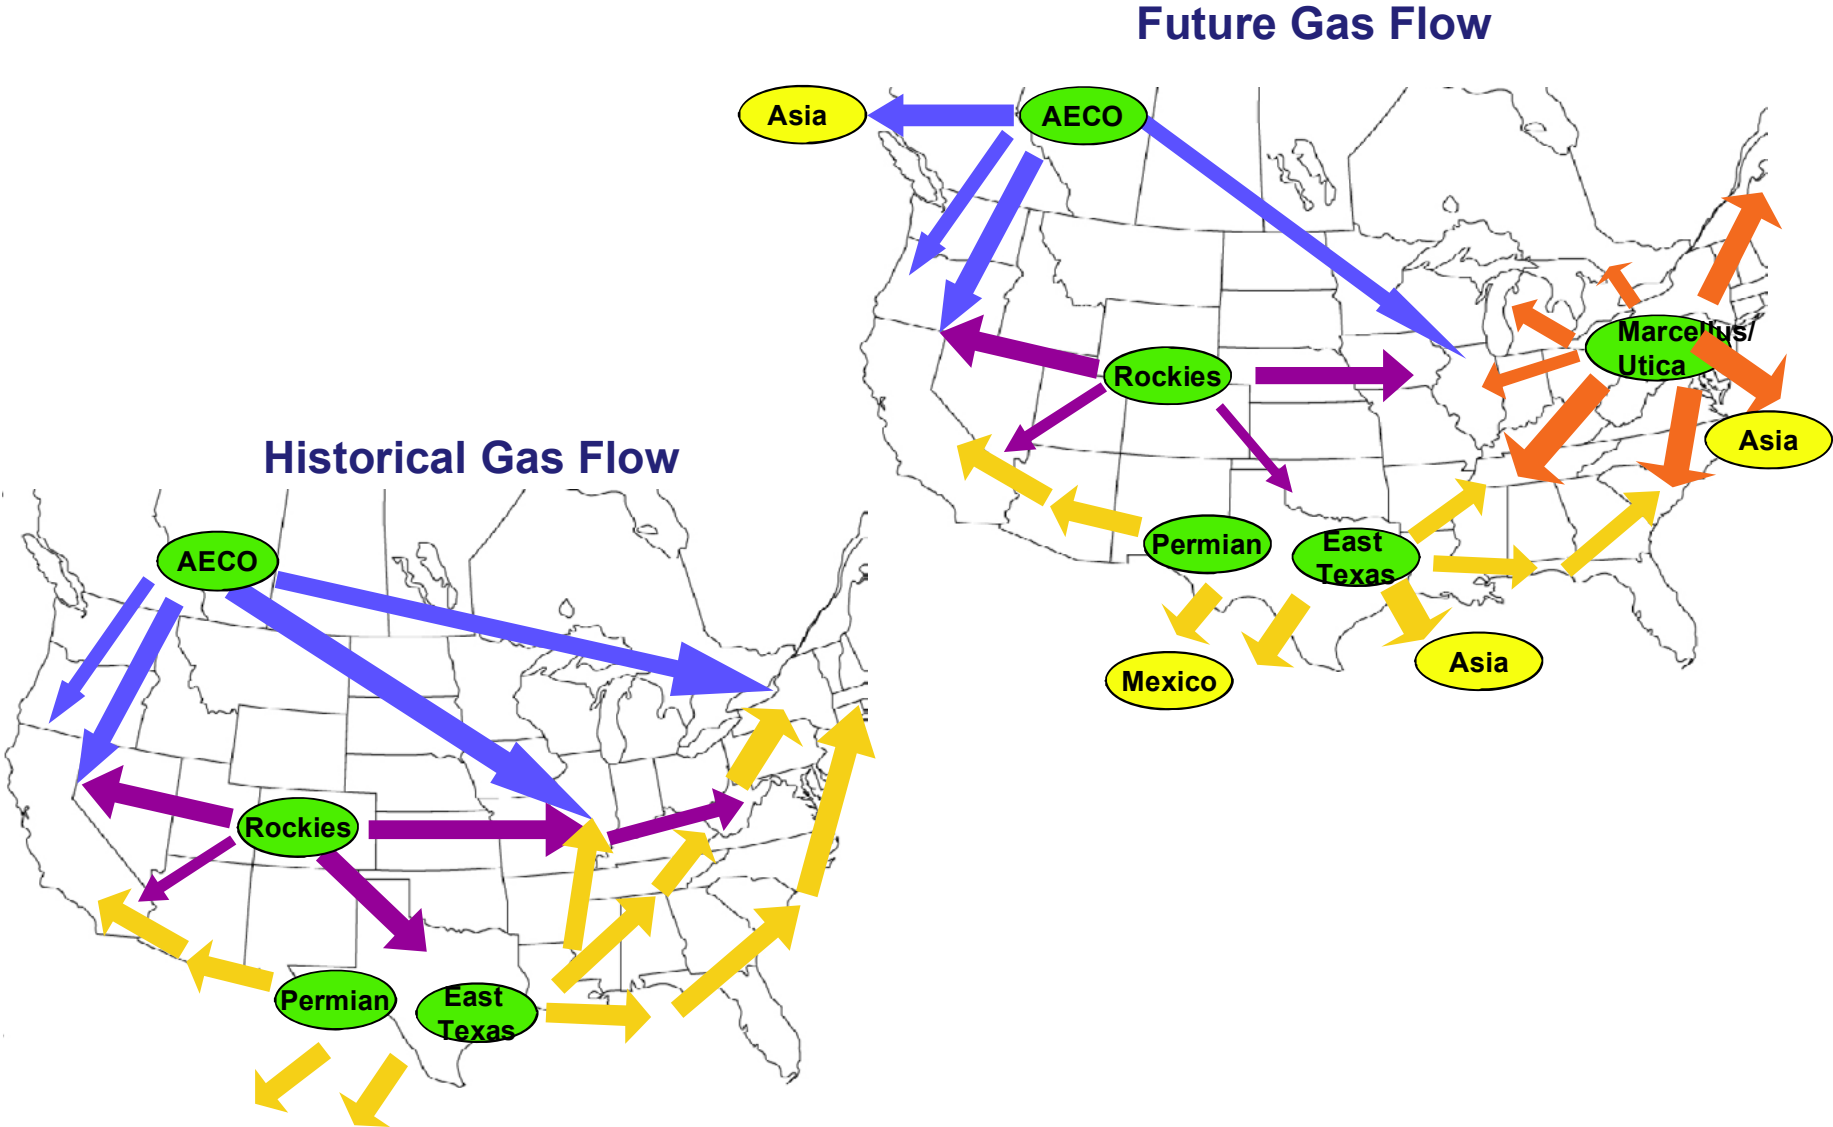 Future Gas Flow
Asia
AECO
Marcellus/
Utica
Rockies
Asia
Permian
East
Texas
Mexico
Asia
Historical Gas Flow
AECO
Rockies
Permian
East
Texas